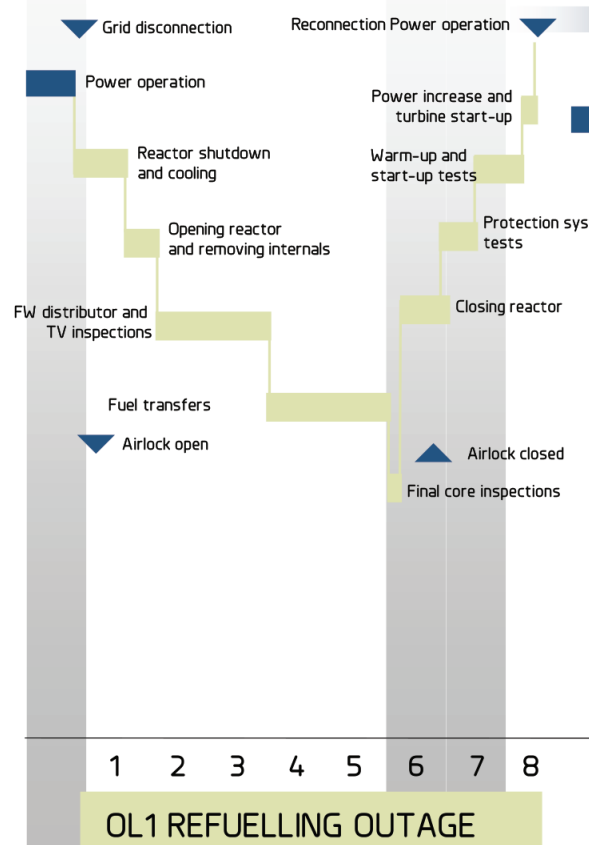 Grid disconnection
Reconnection Power operation
Power operation
Power increase and
turbine start-up
Reactor shutdown
and cooling
Warm-up and
start-up tests
Opening reactor
and removing internals
Protection sys
tests
FW distributor and
TV inspections
Closing reactor
Fuel transfers
Airlock open
Airlock closed
Final core inspections
1 2 3 4 5 6 7 8
OL1 REFUELLING OUTAGE